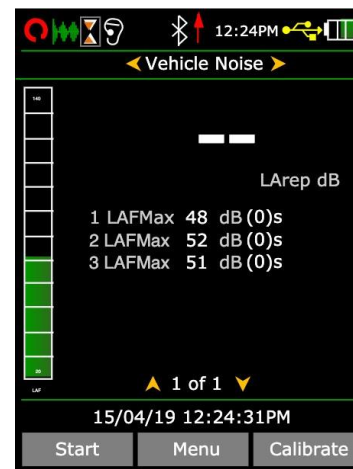 12:24PM
Vehicle Noise
140
--
LArep dB
1 LAFMax 48 dB (0)s
2 LAFMax 52 dB (0)s
3 LAFMax 51 dB (0)s
20
LAF
1 of 1
15/04/19 12:24:31PM
Start Menu Calibrate